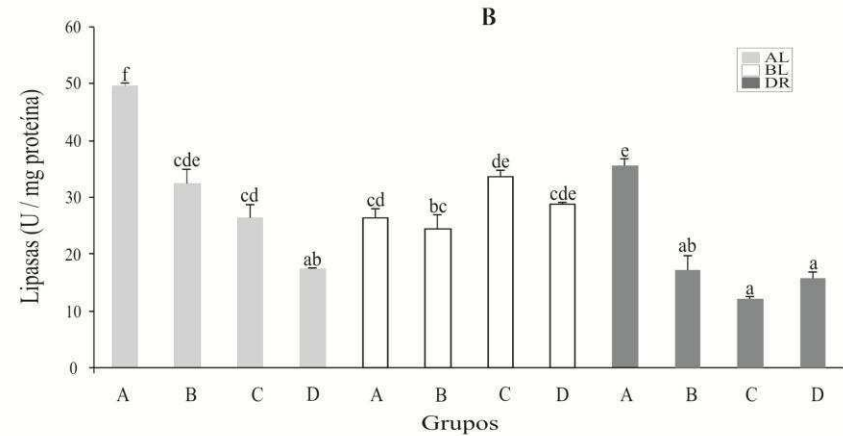 B
60
50
40
30
20
10
0
Lipasas (U / mg proteína)
AL
BL
DR
f
cde
cd
ab
cd
bc
de
cde
e
ab
a
a
A B C D A B C D A B C D
Grupos